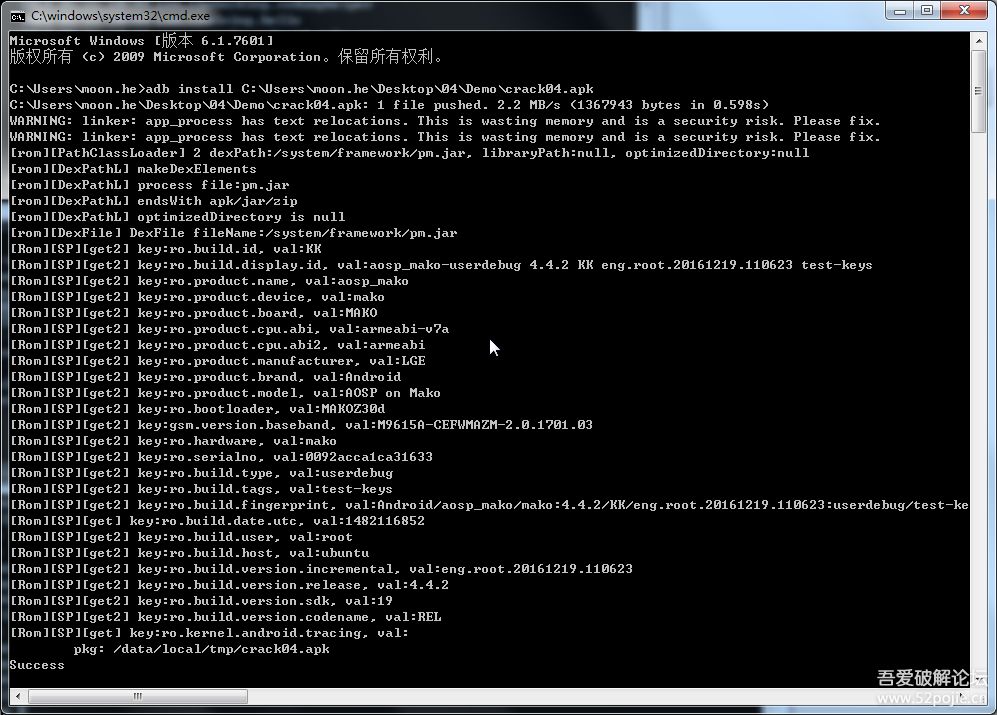 C:\windows\system32\cmd.exe
Microsoft Windows [版本 6.1.7601]
版权所有 (c) 2009 Microsoft Corporation。保留所有权利。
C:\Users\moon.he>adb install C:\Users\moon.he\Desktop\04\Demo\crack04.apk
C:\Users\moon.he\Desktop\04\Demo\crack04.apk: 1 file pushed. 2.2 MB/s (1367943 bytes in 0.598s)
WARNING: linker: app_process has text relocations. This is wasting memory and is a security risk. Please fix.
WARNING: linker: app_process has text relocations. This is wasting memory and is a security risk. Please fix.
[rom][PathClassLoader] 2 dexPath:/system/framework/pm.jar, libraryPath:null, optimizedDirectory:null
[rom][DexPathL] makeDexElements
[rom][DexPathL] process file:pm.jar
[rom][DexPathL] endsWith apk/jar/zip
[rom][DexPathL] optimizedDirectory is null
[rom][DexFile] DexFile fileName:/system/framework/pm.jar
[Rom][SP][get2] key:ro.build.id, val:KK
[Rom][SP][get2] key:ro.build.display.id, val:aosp_mako-userdebug 4.4.2 KK eng.root.20161219.110623 test-keys
[Rom][SP][get2] key:ro.product.name, val:aosp_mako
[Rom][SP][get2] key:ro.product.device, val:mako
[Rom][SP][get2] key:ro.product.board, val:MAKO
[Rom][SP][get2] key:ro.product.cpu.abi, val:armeabi-v7a
[Rom][SP][get2] key:ro.product.cpu.abi2, val:armeabi
[Rom][SP][get2] key:ro.product.manufacturer, val:LGE
[Rom][SP][get2] key:ro.product.brand, val:Android
[Rom][SP][get2] key:ro.product.model, val:AOSP on Mako
[Rom][SP][get2] key:ro.bootloader, val:MAKOZ30d
[Rom][SP][get2] key:gsm.version.baseband, val:M9615A-CEFWMAZM-2.0.1701.03
[Rom][SP][get2] key:ro.hardware, val:mako
[Rom][SP][get2] key:ro.serialno, val:0092acca1ca31633
[Rom][SP][get2] key:ro.build.type, val:userdebug
[Rom][SP][get2] key:ro.build.tags, val:test-keys
[Rom][SP][get2] key:ro.build.fingerprint, val:Android/aosp_mako/mako:4.4.2/KK/eng.root.20161219.110623:userdebug/test-ke
[Rom][SP][get] key:ro.build.date.utc, val:1482116852
[Rom][SP][get2] key:ro.build.user, val:root
[Rom][SP][get2] key:ro.build.host, val:ubuntu
[Rom][SP][get2] key:ro.build.version.incremental, val:eng.root.20161219.110623
[Rom][SP][get2] key:ro.build.version.release, val:4.4.2
[Rom][SP][get2] key:ro.build.version.sdk, val:19
[Rom][SP][get2] key:ro.build.version.codename, val:REL
[Rom][SP][get] key:ro.kernel.android.tracing, val:
pkg: /data/local/tmp/crack04.apk
Success
吾爱破解论坛
www.52pojie.cn